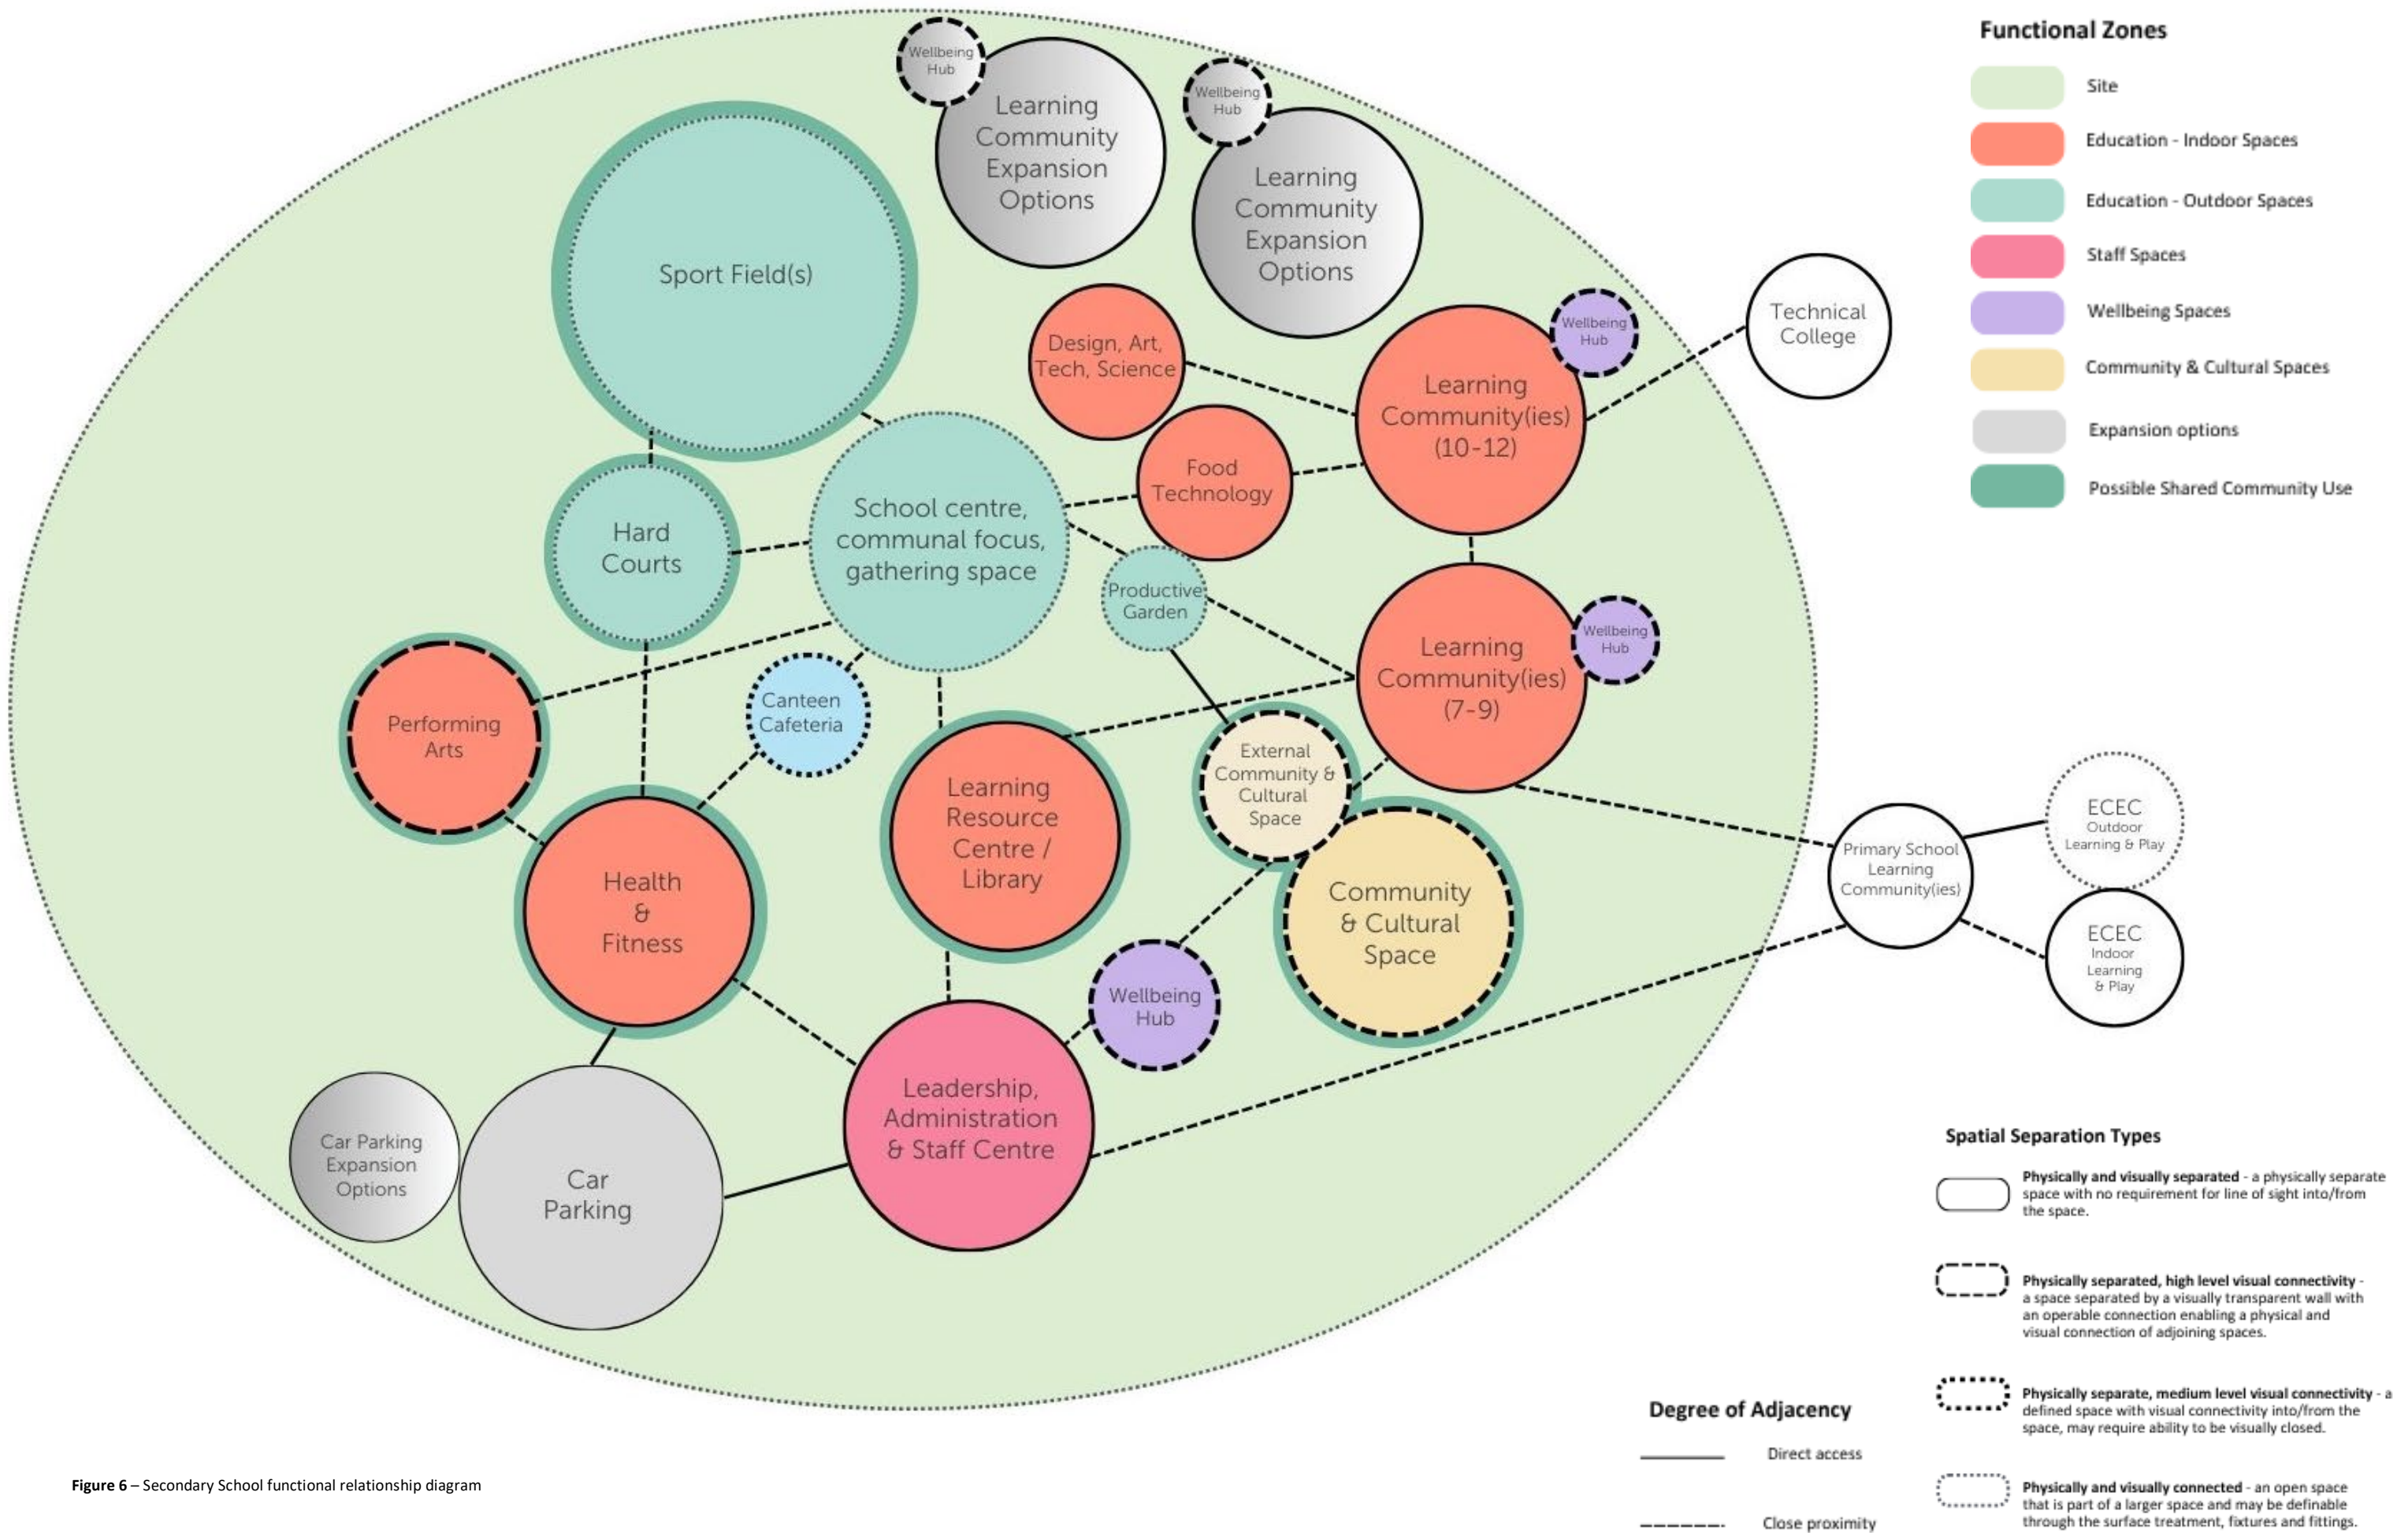 Wellbeing
Hub
Learning
Community
Expansion
Options
Wellbeing
Hub
Learning
Community
Expansion
Options
Sport Field(s)
Design, Art,
Tech, Science
Learning
Community(ies)
(10-12)
Wellbeing
Hub
Technical
College
Food
Technology
School centre,
communal focus,
gathering space
Hard
Courts
Productive
Garden
Learning
Community(ies)
(7-9)
Wellbeing
Hub
Performing
Arts
Canteen
Cafeteria
External
Community &
Cultural
Space
Learning
Resource
Centre /
Library
Health
&
Fitness
Community
& Cultural
Space
Wellbeing
Hub
Primary School
Learning
Community(ies)
ECEC
Outdoor
Learning & Play
ECEC
Indoor
Learning
& Play
Leadership,
Administration
& Staff Centre
Car Parking
Expansion
Options
Car
Parking
Functional Zones
Site
Education - Indoor Spaces
Education - Outdoor Spaces
Staff Spaces
Wellbeing Spaces
Community & Cultural Spaces
Expansion options
Possible Shared Community Use
Spatial Separation Types
Physically and visually separated - a physically separate
space with no requirement for line of sight into/from
the space.
Physically separated, high level visual connectivity -
a space separated by a visually transparent wall with
an operable connection enabling a physical and
visual connection of adjoining spaces.
Physically separate, medium level visual connectivity - a
defined space with visual connectivity into/from the
space, may require ability to be visually closed.
Physically and visually connected - an open space
that is part of a larger space and may be definable
through the surface treatment, fixtures and fittings.
Degree of Adjacency
Direct access
Close proximity
Figure 6 – Secondary School functional relationship diagram